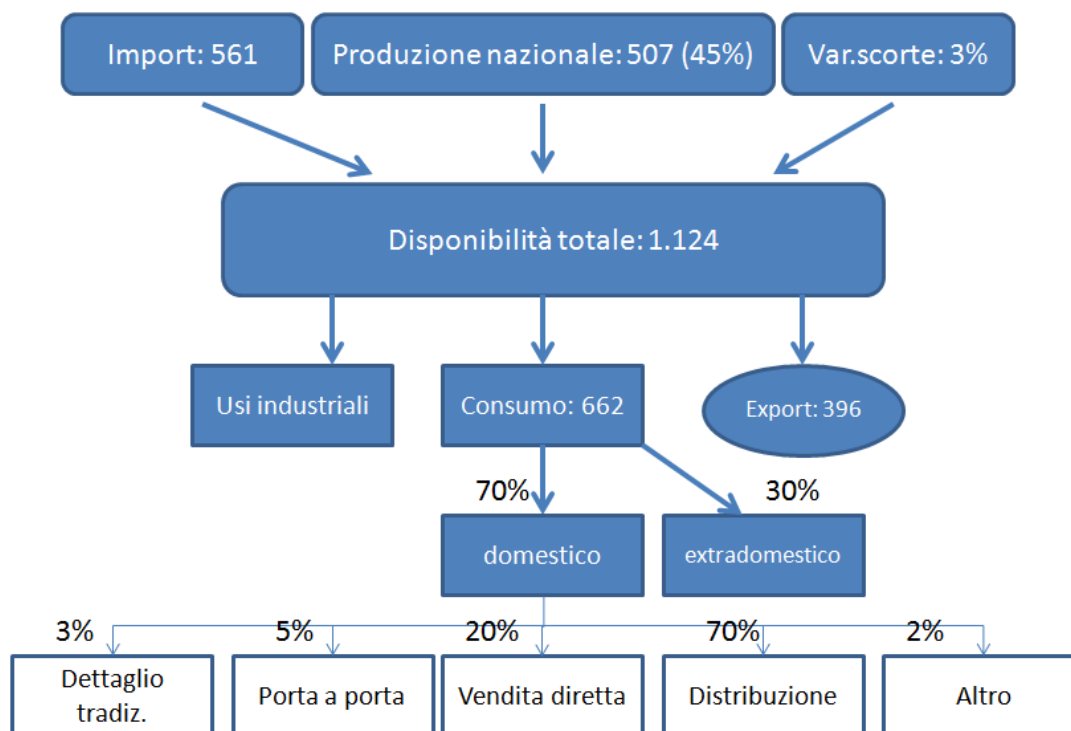 Import: 561
Produzione nazionale: 507 (45%)
Var.scorte: 3%
Disponibilità totale: 1.124
Usi industriali
Consumo: 662
Export: 396
70%
30%
domestico
extradomestico
3%
5%
20%
70%
2%
Dettaglio
tradiz.
Porta a porta
Vendita diretta
Distribuzione
Altro